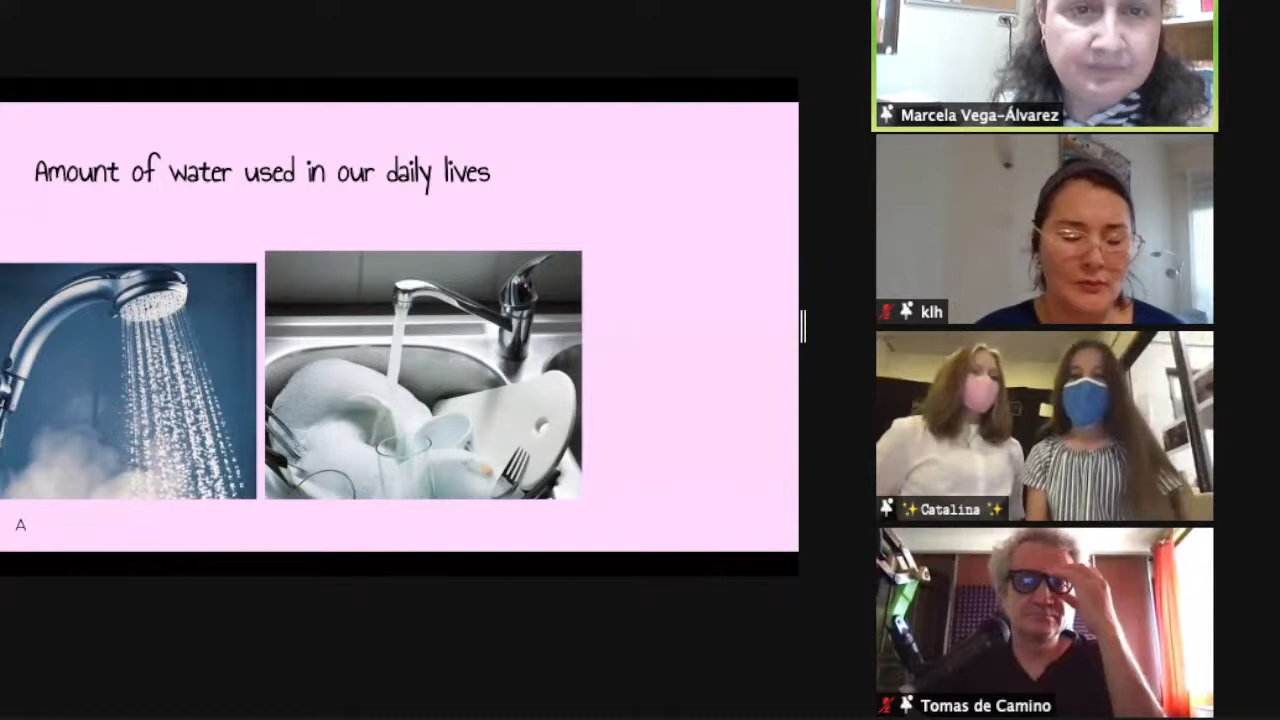 Amount of water used in our daily lives
A
Marcela Vega-Álvarez
klh
✨Catalina ✨
Tomas de Camino